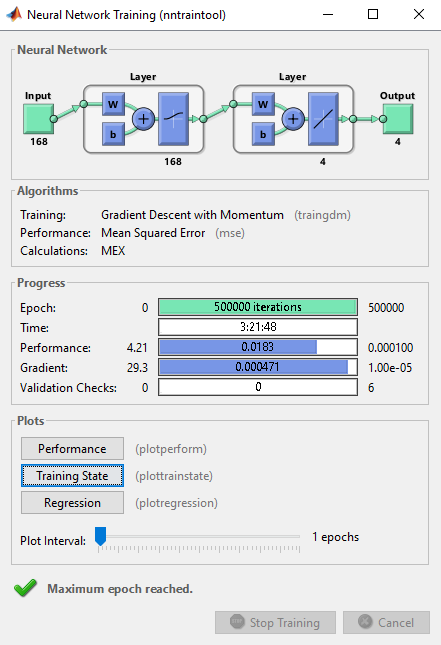 Neural Network Training (nntraintool)
Neural Network
Layer Layer
Input Output
W W
b b
168 168 4 4
Algorithms
Training: Gradient Descent with Momentum (traingdm)
Performance: Mean Squared Error (mse)
Calculations: MEX
Progress
Epoch: 0 500000 iterations 500000
Time: 3:21:48
Performance: 4.21 0.0183 0.000100
Gradient: 29.3 0.000471 1.00e-05
Validation Checks: 0 0 6
Plots
Performance (plotperform)
Training State (plottrainstate)
Regression (plotregression)
Plot Interval: 1 epochs
Maximum epoch reached.
Stop Training Cancel